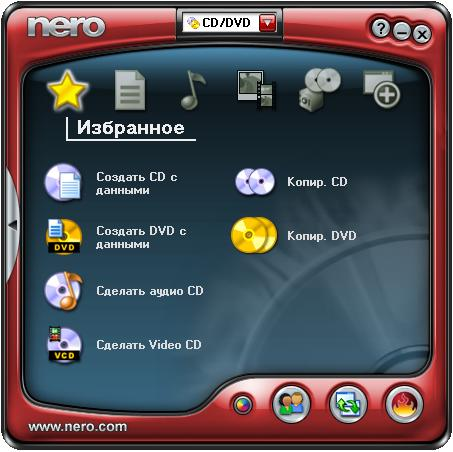 nero
CD/DVD
?
Избранное
Создать CD с
данными
Копир. CD
Создать DVD с
данными
DVD
Копир. DVD
Сделать аудио CD
Сделать Video CD
VCD
www.nero.com